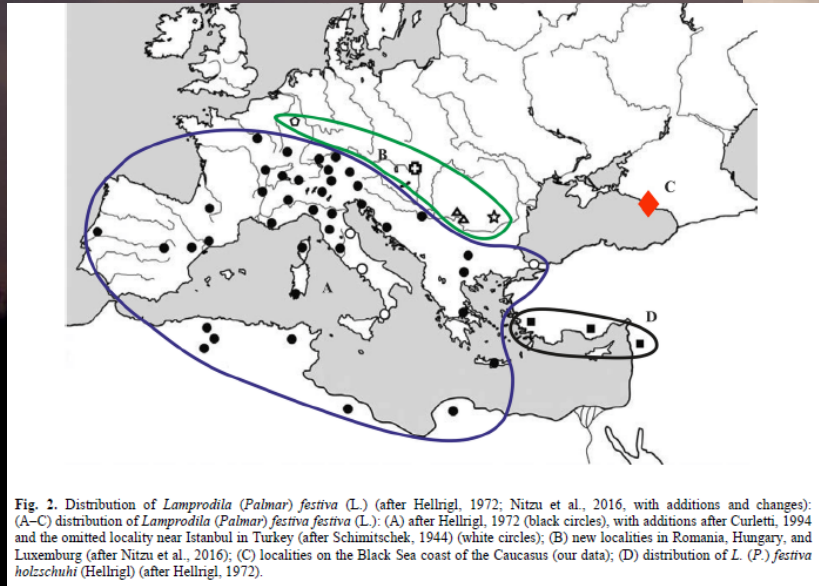 B
C
A
D
Fig. 2. Distribution of Lamprodila (Palmar) festiva (L.) (after Hellrigl, 1972; Nitzu et al., 2016, with additions and changes):
(A–C) distribution of Lamprodila (Palmar) festiva festiva (L.): (A) after Hellrigl, 1972 (black circles), with additions after Curletti, 1994
and the omitted locality near Istanbul in Turkey (after Schimitschek, 1944) (white circles); (B) new localities in Romania, Hungary, and
Luxemburg (after Nitzu et al., 2016); (C) localities on the Black Sea coast of the Caucasus (our data); (D) distribution of L. (P.) festiva
holzschuhi (Hellrigl) (after Hellrigl, 1972).